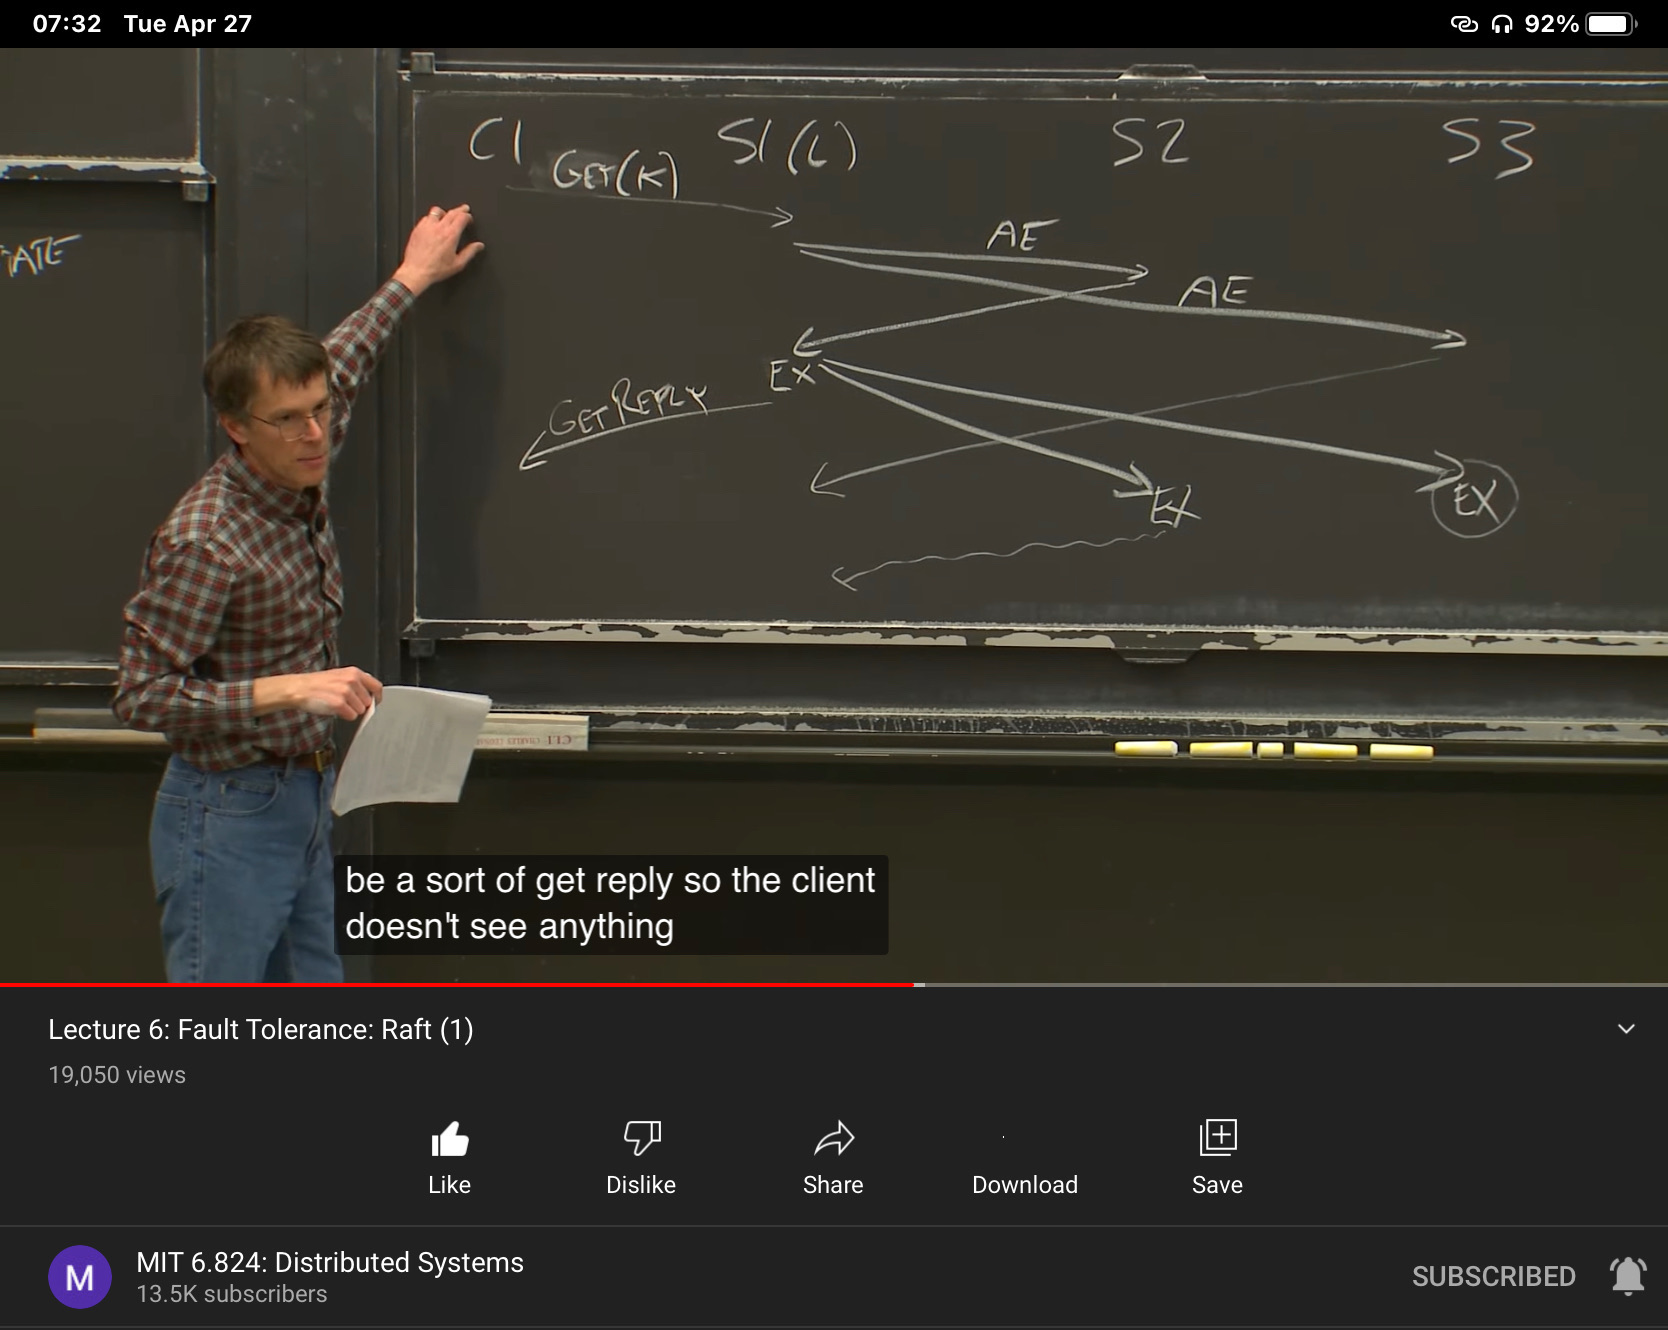 07:32 Tue Apr 27
92%
C1 S1(L) S2 S3
GET(K)
AE
AE
ATE
EX
GETREPLY
EX
EX
be a sort of get reply so the client
doesn't see anything
Lecture 6: Fault Tolerance: Raft (1)
19,050 views
Like Dislike Share Download Save
M
MIT 6.824: Distributed Systems
13.5K subscribers
SUBSCRIBED